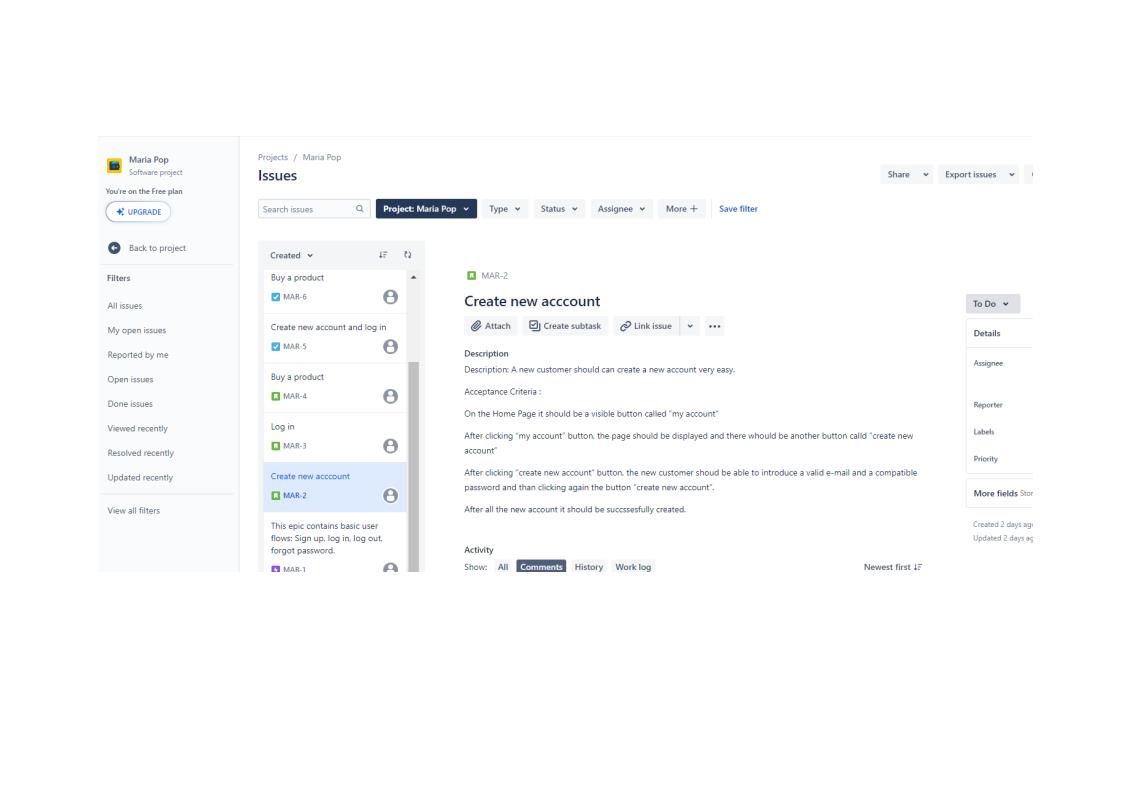 Maria Pop
Software project
You're on the Free plan
UPGRADE
Back to project
Filters
All issues
My open issues
Reported by me
Open issues
Done issues
Viewed recently
Resolved recently
Updated recently
View all filters
Projects / Maria Pop
Issues
Share
Export issues
Search issues
Project: Maria Pop
Type
Status
Assignee
More +
Save filter
Created
Buy a product
MAR-6
Create new account and log in
MAR-5
Buy a product
MAR-4
Log in
MAR-3
Create new acccount
MAR-2
This epic contains basic user
flows: Sign up, log in, log out,
forgot password.
MAR-1
MAR-2
Create new acccount
Attach
Create subtask
Link issue
Description
Description: A new customer should can create a new account very easy.
Acceptance Criteria :
On the Home Page it should be a visible button called "my account"
After clicking "my account" button, the page should be displayed and there whould be another button calld "create new
account"
After clicking "create new account" button, the new customer shoud be able to introduce a valid e-mail and a compatible
password and than clicking again the button "create new account".
After all the new account it should be succssesfully created.
Activity
Show: All Comments History Work log
Newest first
To Do
Details
Assignee
Reporter
Labels
Priority
More fields Stor
Created 2 days ag
Updated 2 days ag